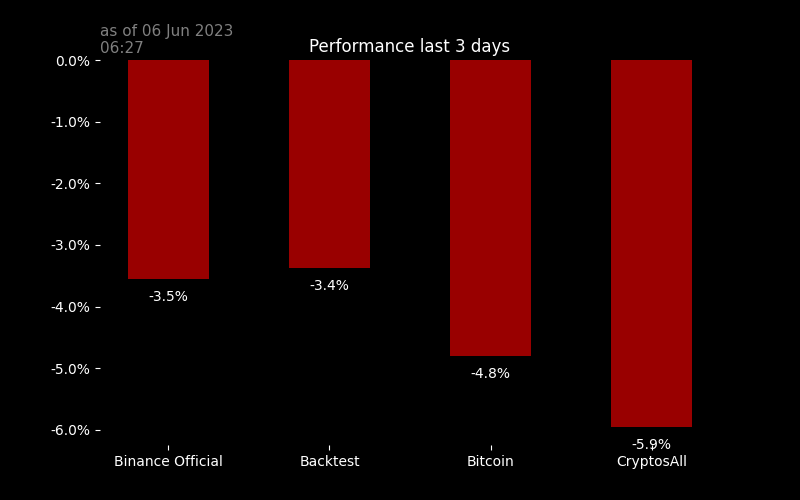 as of 06 Jun 2023
06:27
Performance last 3 days
0.0%
-1.0%
-2.0%
-3.0%
-4.0%
-5.0%
-6.0%
-3.5%
-3.4%
-4.8%
-5.9%
Binance Official
Backtest
Bitcoin
CryptosAll